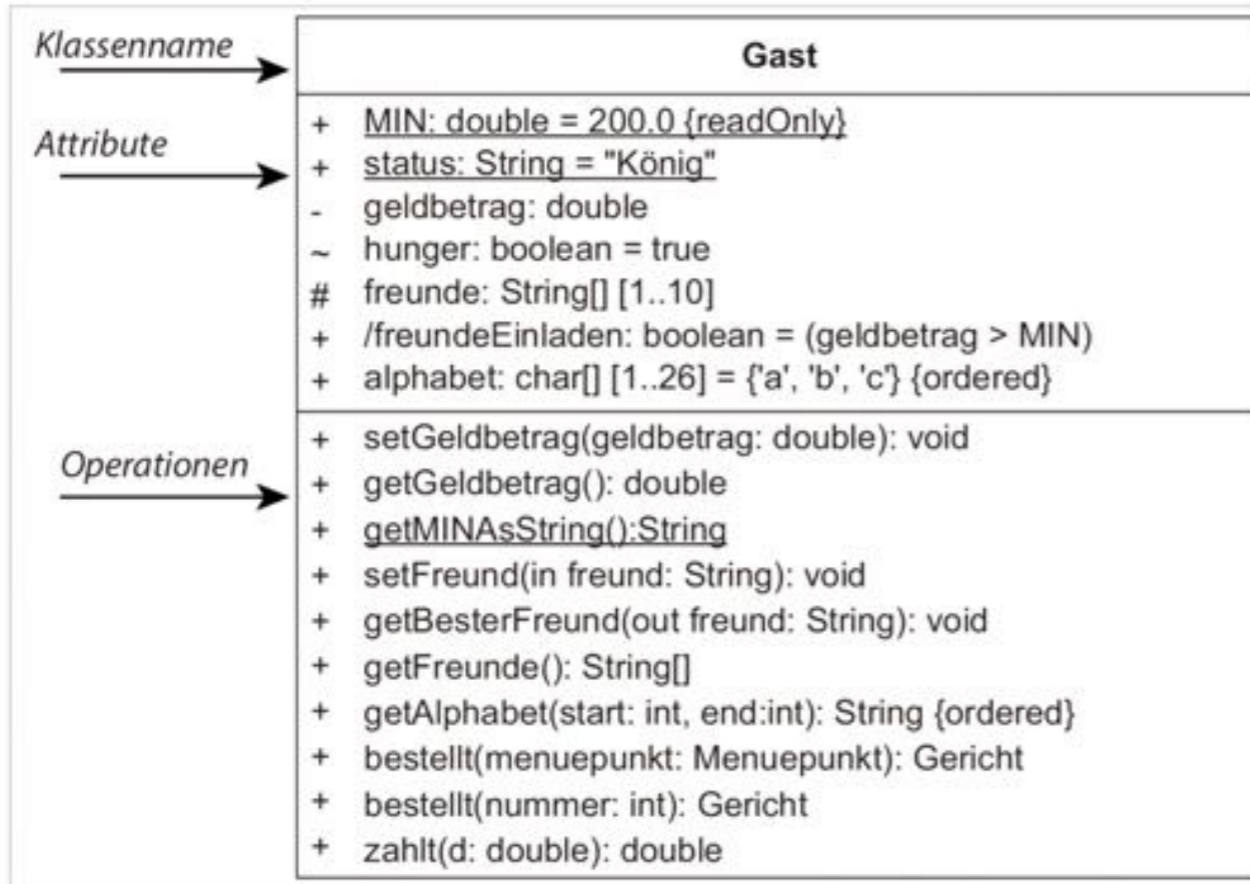 Klassenname
Gast
Attribute
+ MIN: double = 200.0 {readOnly}
+ status: String = "König"
- geldbetrag: double
~ hunger: boolean = true
# freunde: String[] [1..10]
+ /freundeEinladen: boolean = (geldbetrag > MIN)
+ alphabet: char[] [1..26] = {'a', 'b', 'c'} {ordered}
Operationen
+ setGeldbetrag(geldbetrag: double): void
+ getGeldbetrag(): double
+ getMINAsString():String
+ setFreund(in freund: String): void
+ getBesterFreund(out freund: String): void
+ getFreunde(): String[]
+ getAlphabet(start: int, end:int): String {ordered}
+ bestellt(menuepunkt: Menuepunkt): Gericht
+ bestellt(nummer: int): Gericht
+ zahlt(d: double): double